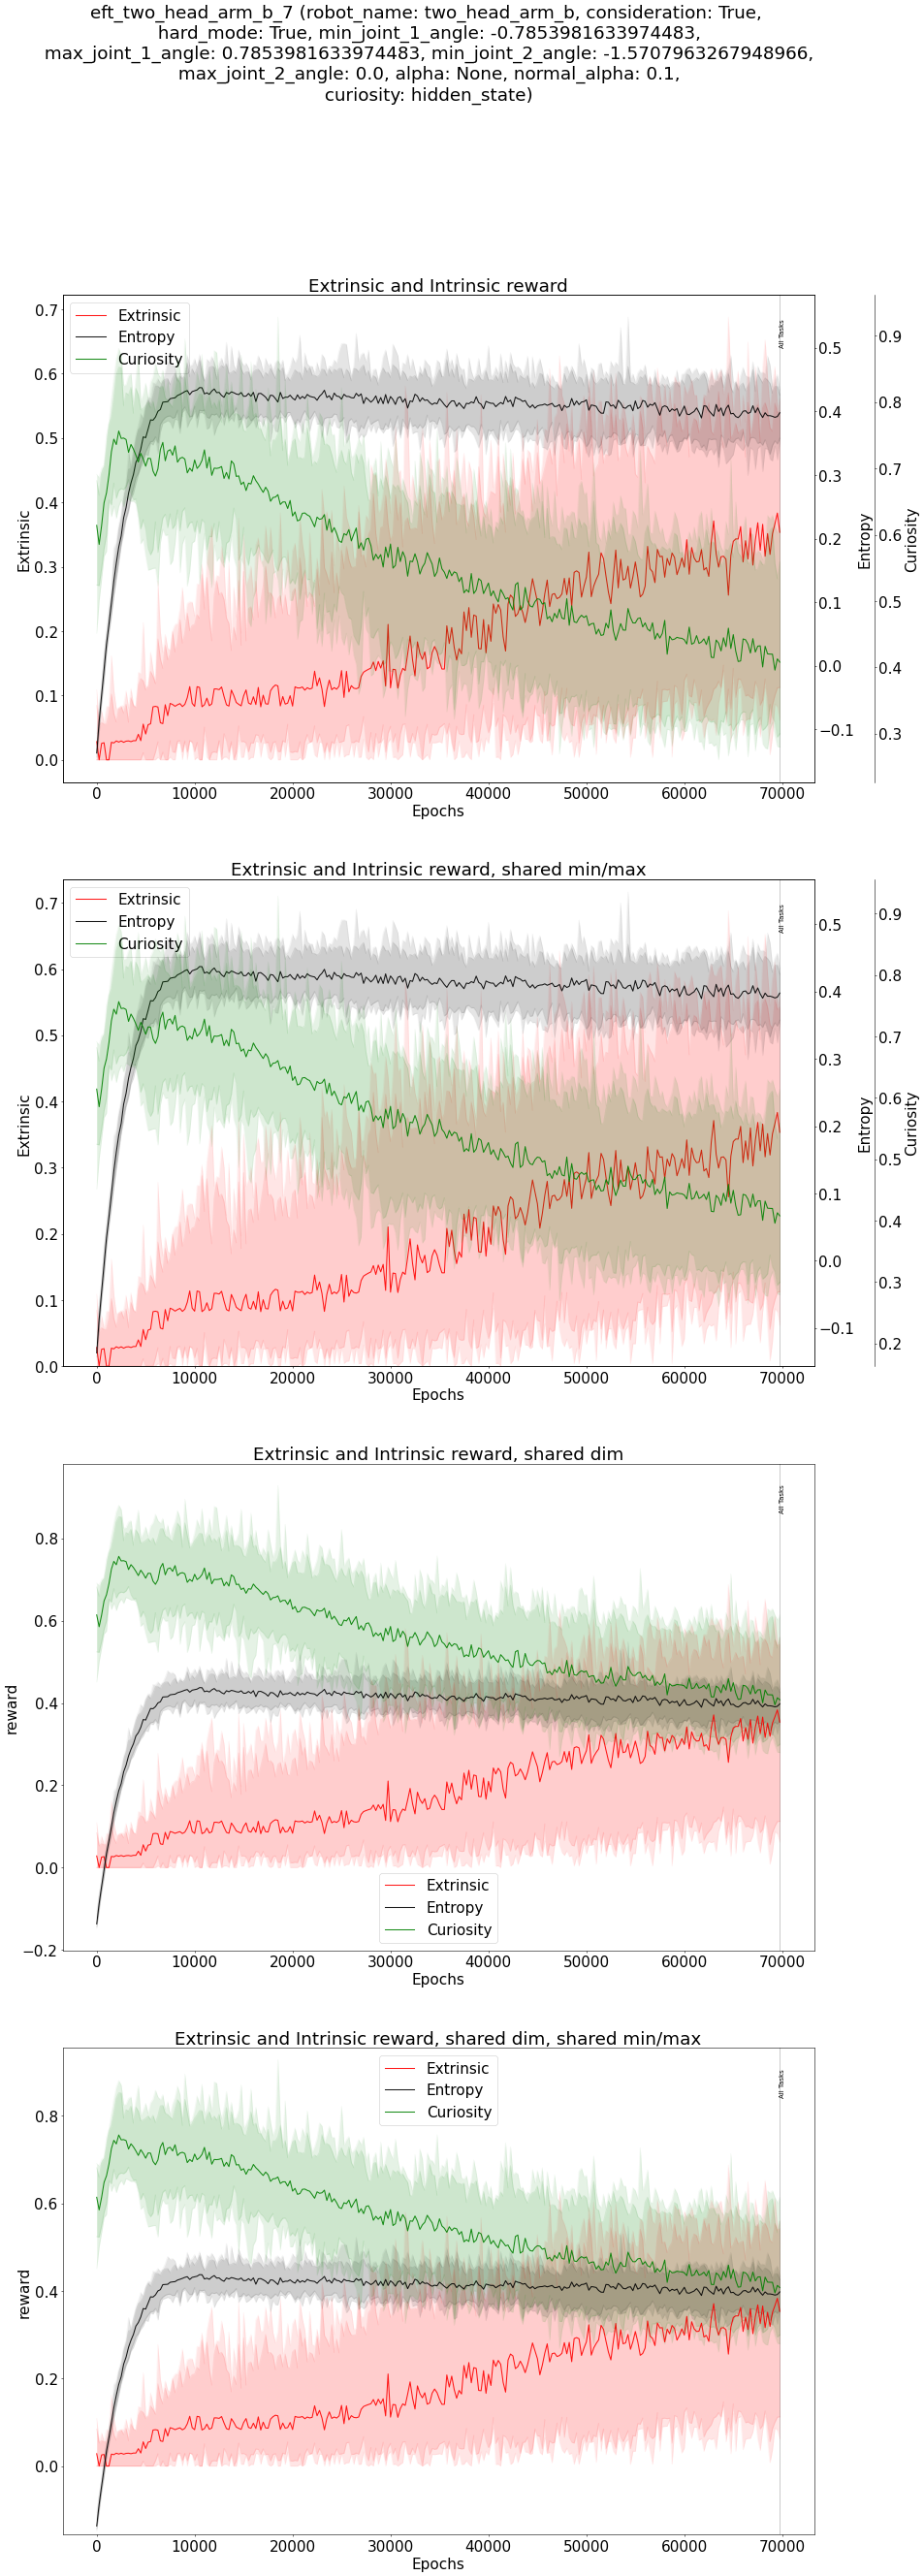 eft_two_head_arm_b_7 (robot_name: two_head_arm_b, consideration: True,
hard_mode: True, min_joint_1_angle: -0.7853981633974483,
max_joint_1_angle: 0.7853981633974483, min_joint_2_angle: -1.5707963267948966,
max_joint_2_angle: 0.0, alpha: None, normal_alpha: 0.1,
curiosity: hidden_state)
Extrinsic and Intrinsic reward
Extrinsic
Entropy
Curiosity
All Tasks
0.7
0.6
0.5
0.4
0.3
0.2
0.1
0.0
Extrinsic
0.5
0.4
0.3
0.2
0.1
0.0
−0.1
Entropy
0.9
0.8
0.7
0.6
0.5
0.4
0.3
Curiosity
0 10000 20000 30000 40000 50000 60000 70000
Epochs
Extrinsic and Intrinsic reward, shared min/max
Extrinsic
Entropy
Curiosity
All Tasks
0.7
0.6
0.5
0.4
0.3
0.2
0.1
0.0
Extrinsic
0.5
0.4
0.3
0.2
0.1
0.0
−0.1
Entropy
0.9
0.8
0.7
0.6
0.5
0.4
0.3
0.2
Curiosity
0 10000 20000 30000 40000 50000 60000 70000
Epochs
Extrinsic and Intrinsic reward, shared dim
All Tasks
0.8
0.6
0.4
0.2
0.0
−0.2
reward
Extrinsic
Entropy
Curiosity
0 10000 20000 30000 40000 50000 60000 70000
Epochs
Extrinsic and Intrinsic reward, shared dim, shared min/max
Extrinsic
Entropy
Curiosity
All Tasks
0.8
0.6
0.4
0.2
0.0
reward
0 10000 20000 30000 40000 50000 60000 70000
Epochs